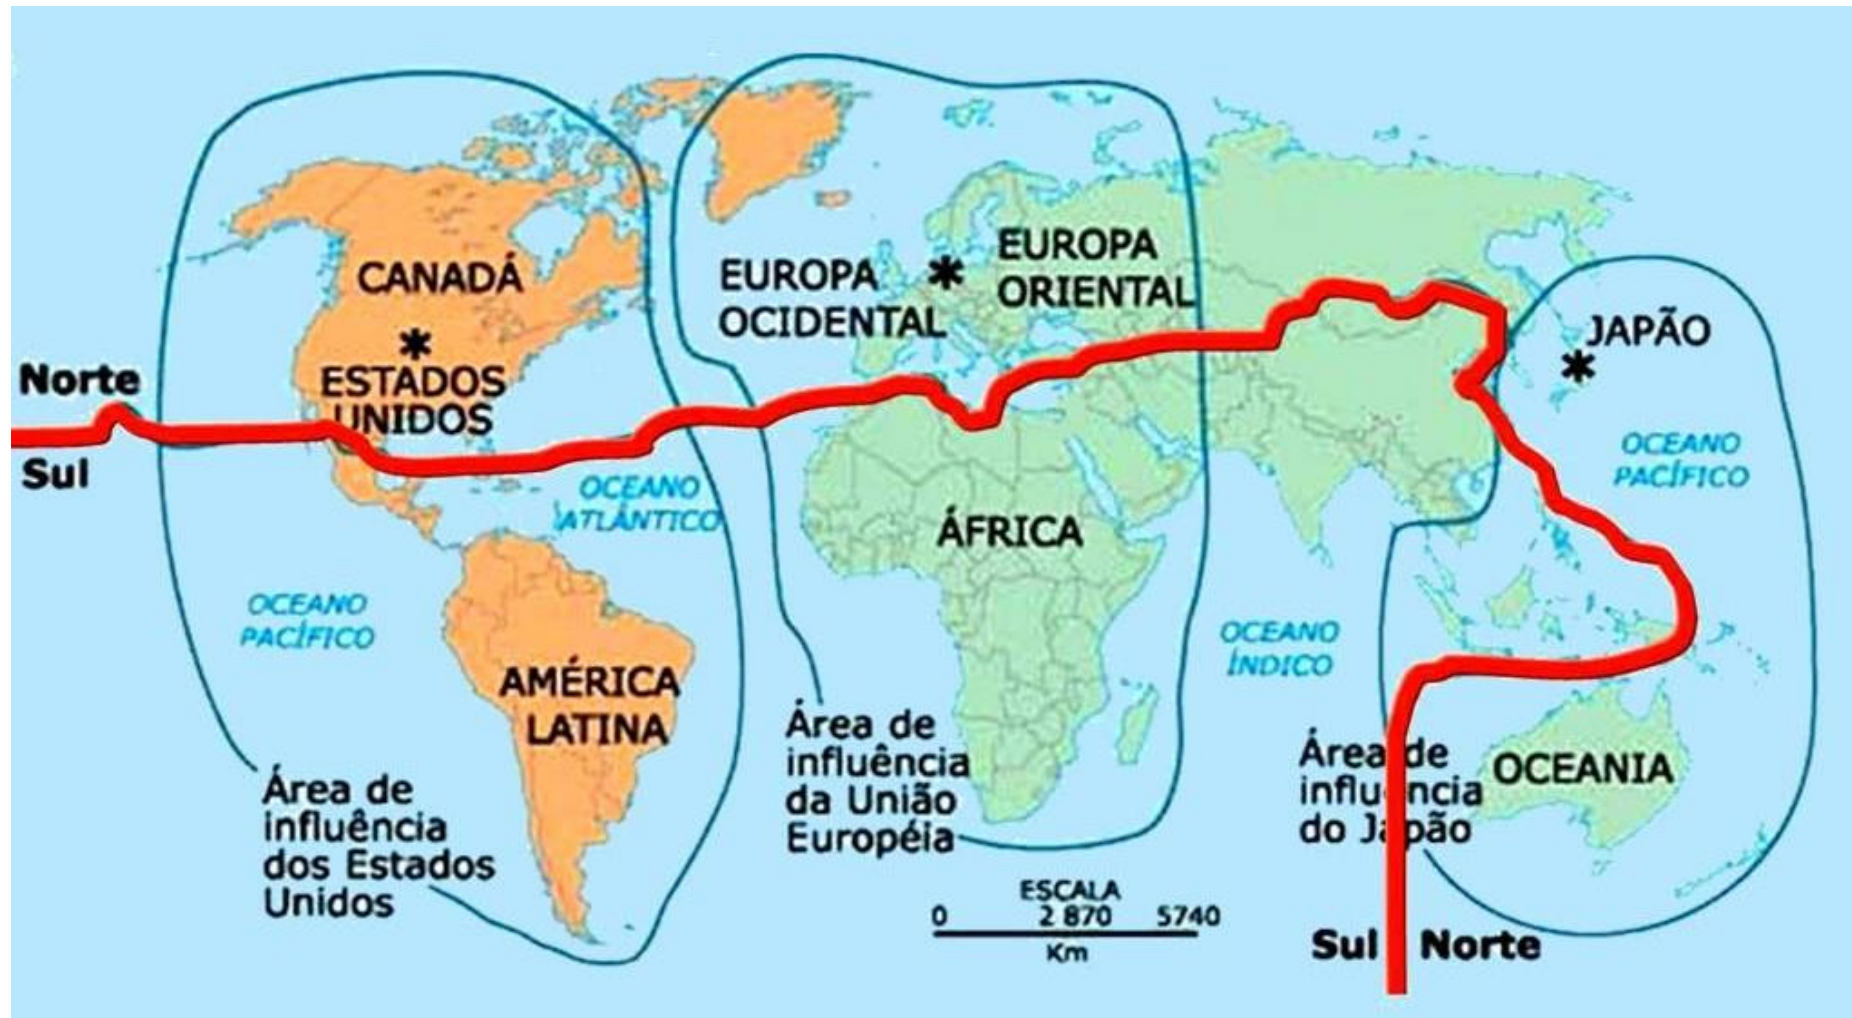 CANADÁ
*
ESTADOS
UNIDOS
Norte
Sul
EUROPA
OCIDENTAL
*
EUROPA
ORIENTAL
JAPÃO
*
OCEANO
ATLÂNTICO
OCEANO
PACÍFICO
ÁFRICA
OCEANO
PACÍFICO
AMÉRICA
LATINA
OCEANO
ÍNDICO
Área de
influência
dos Estados
Unidos
Área de
influência
da União
Européia
Área de
influência
do Japão
OCEANIA
ESCALA
0 2 870 5740
Km
Sul Norte